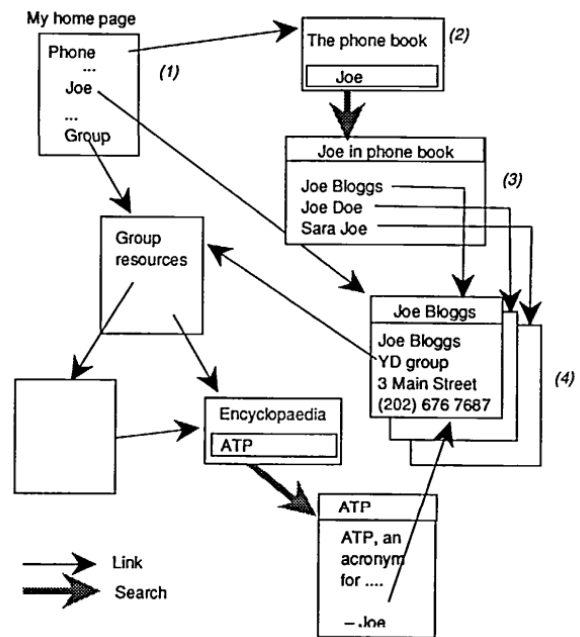 My home page
Phone
...
Joe
...
Group
(1)
The phone book
Joe
(2)
Joe in phone book
Joe Bloggs
Joe Doe
Sara Joe
(3)
Group
resources
Joe Bloggs
Joe Bloggs
YD group
3 Main Street
(202) 676 7687
(4)
Encyclopaedia
ATP
ATP
ATP, an
acronym
for ....
– Joe
Link
Search